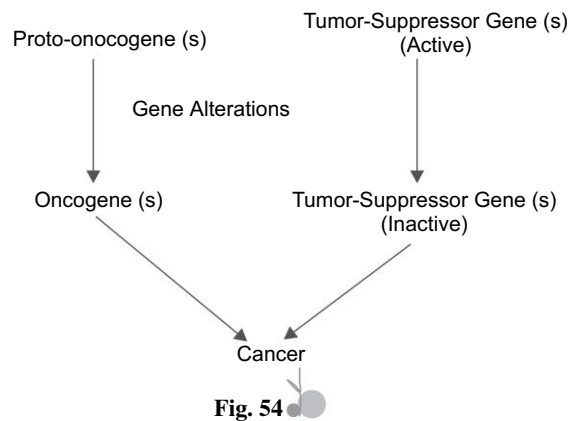 Proto-onocogene (s)
Tumor-Suppressor Gene (s)
(Active)
Gene Alterations
Oncogene (s)
Tumor-Suppressor Gene (s)
(Inactive)
Cancer
Fig. 54